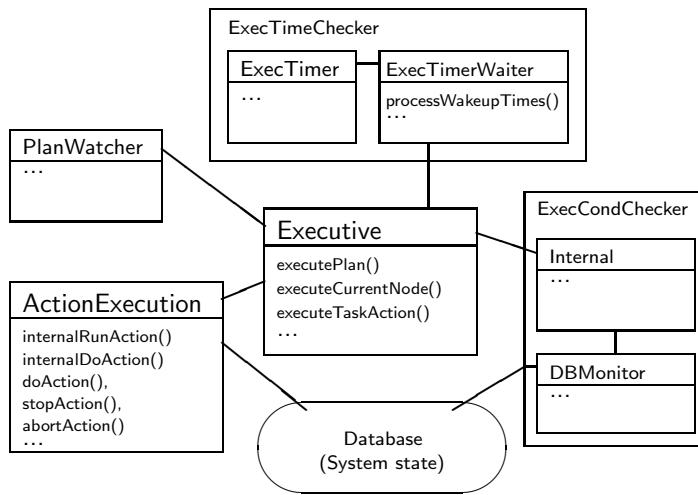 ExecTimeChecker
ExecTimer
...
ExecTimerWaiter
processWakeupTimes()
...
PlanWatcher
...
Executive
executePlan()
executeCurrentNode()
executeTaskAction()
...
ExecCondChecker
Internal
...
DBMonitor
...
ActionExecution
internalRunAction()
internalDoAction()
doAction(),
stopAction(),
abortAction()
...
Database
(System state)